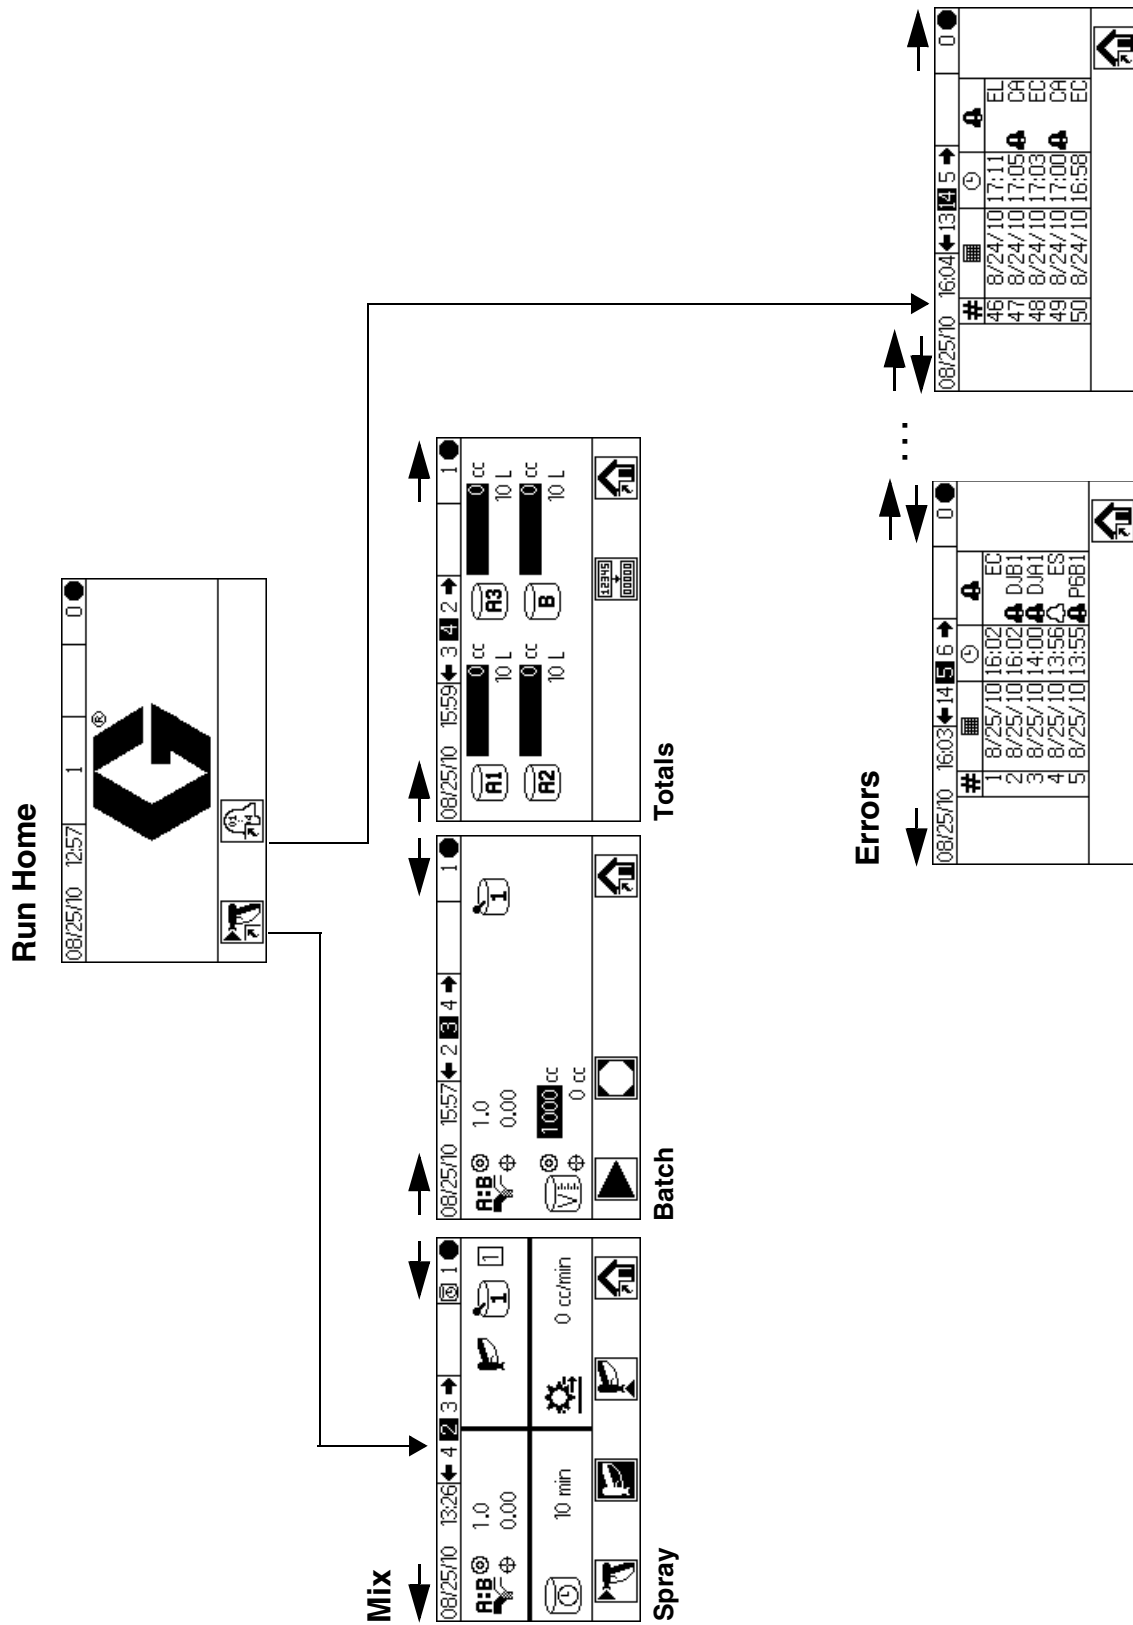 Run Home
08/25/10 12:57 1 0
®
Mix
08/25/10 13:26 4 2 3 1
A:B 1.0
0.00
1 1
10 min
0 cc/min
Spray
08/25/10 15:57 2 3 4 1
A:B 1.0
0.00
1
1000 cc
0 cc
Batch
08/25/10 15:59 3 4 2 1
A1 0 cc
10 L
A3 0 cc
10 L
A2 0 cc
10 L
B 0 cc
10 L
12345
00000
Totals
Errors
08/25/10 16:03 14 5 6 0
#
1 8/25/10 16:02 EC
2 8/25/10 16:02 DJB1
3 8/25/10 14:00 DJA1
4 8/25/10 13:56 ES
5 8/25/10 13:55 P6B1
...
08/25/10 16:04 13 14 5 0
#
46 8/24/10 17:11 EL
47 8/24/10 17:05 CA
48 8/24/10 17:03 EC
49 8/24/10 17:00 CA
50 8/24/10 16:58 EC